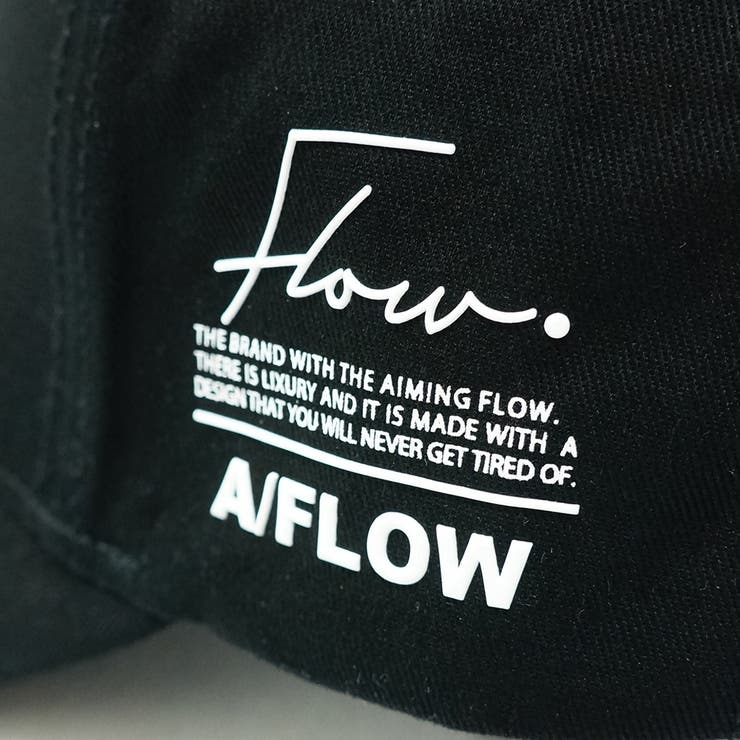 Flow.
THE BRAND WITH THE AIMING FLOW.
THERE IS LIXURY AND IT IS MADE WITH A
DESIGN THAT YOU WILL NEVER GET TIRED OF.
A/FLOW